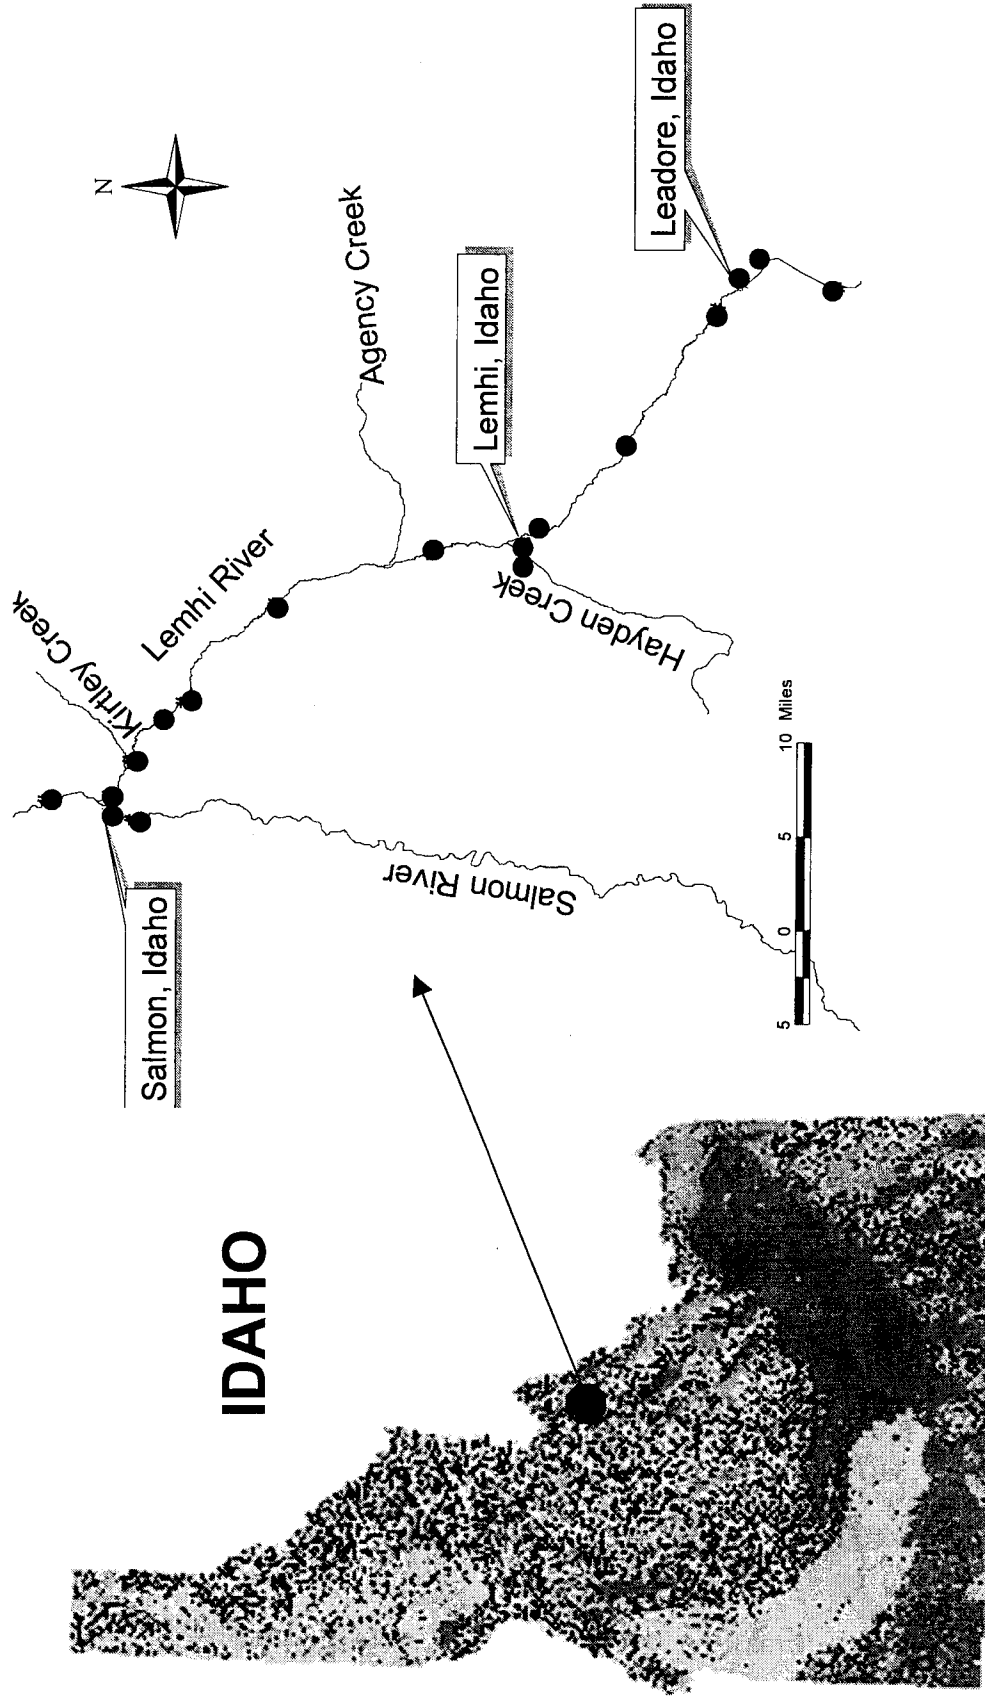 IDAHO
N
Kirtley Creek
Lemhi River
Agency Creek
Salmon, Idaho
Lemhi, Idaho
Leadore, Idaho
Hayden Creek
Salmon River
5 0 5 10 Miles